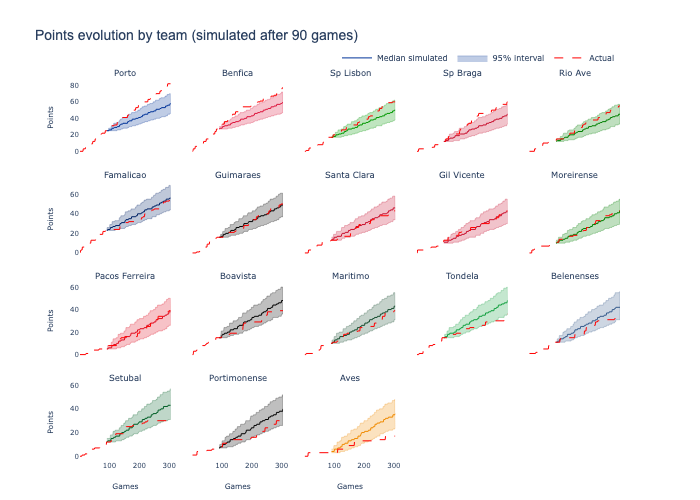 Points evolution by team (simulated after 90 games)
Median simulated 95% interval Actual
Porto Benfica Sp Lisbon Sp Braga Rio Ave
80
60
40
20
0
Points
Famalicao Guimaraes Santa Clara Gil Vicente Moreirense
60
40
20
0
Points
Pacos Ferreira Boavista Maritimo Tondela Belenenses
60
40
20
0
Points
Setubal Portimonense Aves
60
40
20
0
Points
100 200 300 100 200 300 100 200 300
Games Games